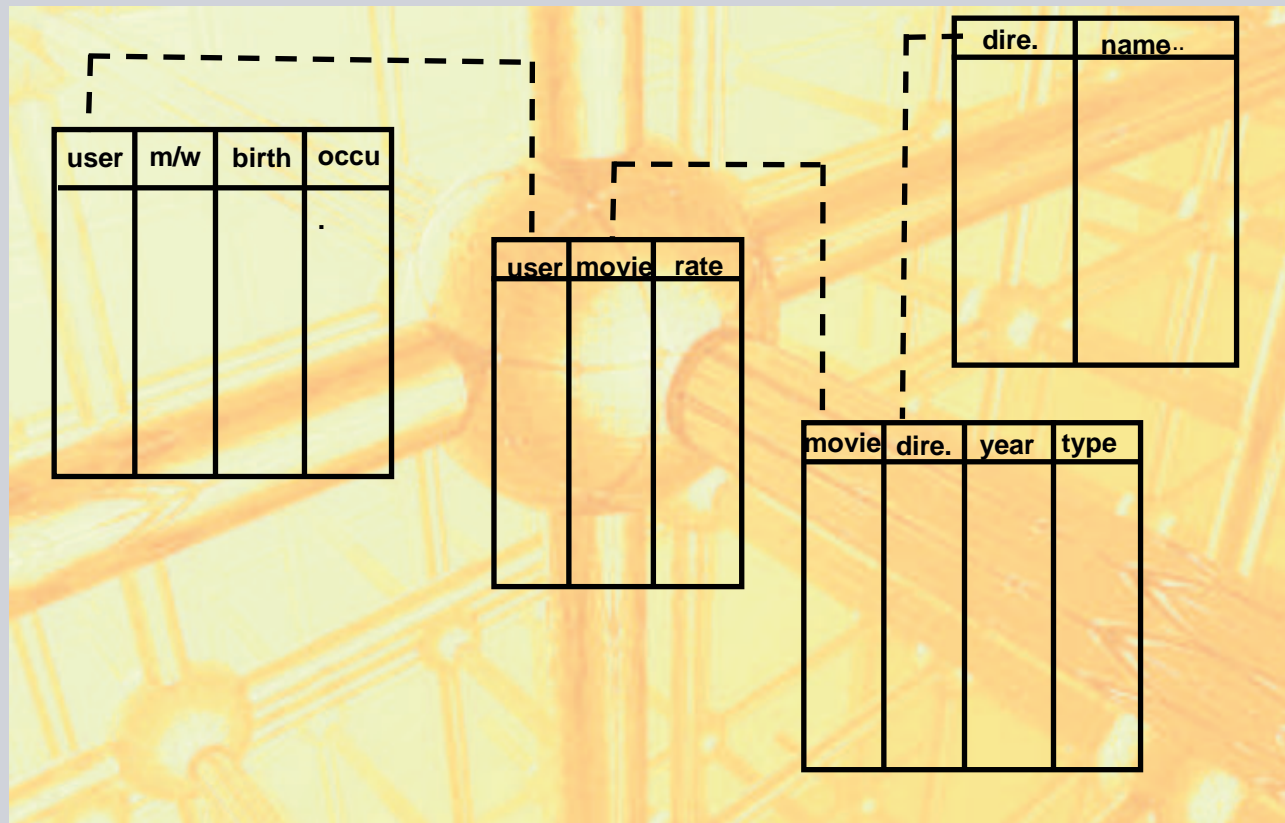 dire. name..
user m/w birth occu
.
user movie rate
movie dire. year type